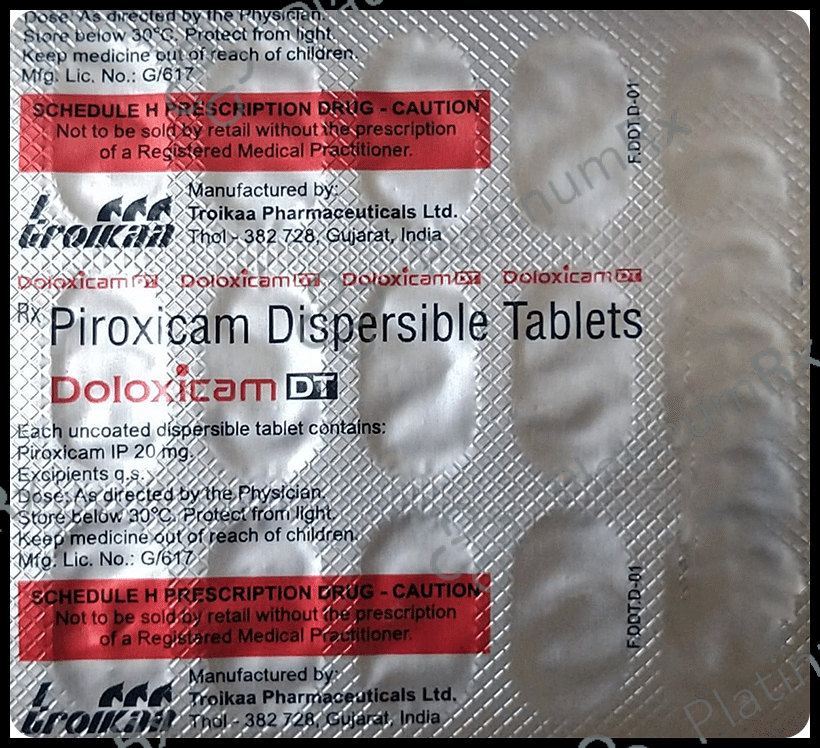 Dose: As directed by the Physician.
Store below 30°C. Protect from light.
Keep medicine out of reach of children.
Mfg. Lic. No.: G/617
SCHEDULE H PRESCRIPTION DRUG - CAUTION
Not to be sold by retail without the prescription
of a Registered Medical Practitioner.
F.DDT.D-01
Troikaa
Manufactured by:
Troikaa Pharmaceuticals Ltd.
Thol - 382 728, Gujarat, India
Doloxicam DT Doloxicam DT Doloxicam DT Doloxicam DT
Rx Piroxicam Dispersible Tablets
Doloxicam DT
Each uncoated dispersible tablet contains:
Piroxicam IP 20 mg.
Excipients q.s.
Dose: As directed by the Physician.
Store below 30°C. Protect from light.
Keep medicine out of reach of children.
Mfg. Lic. No.: G/617
SCHEDULE H PRESCRIPTION DRUG - CAUTION
Not to be sold by retail without the prescription
of a Registered Medical Practitioner.
F.DDT.D-01
Troikaa
Manufactured by:
Troikaa Pharmaceuticals Ltd.
Thol - 382 728, Gujarat, India